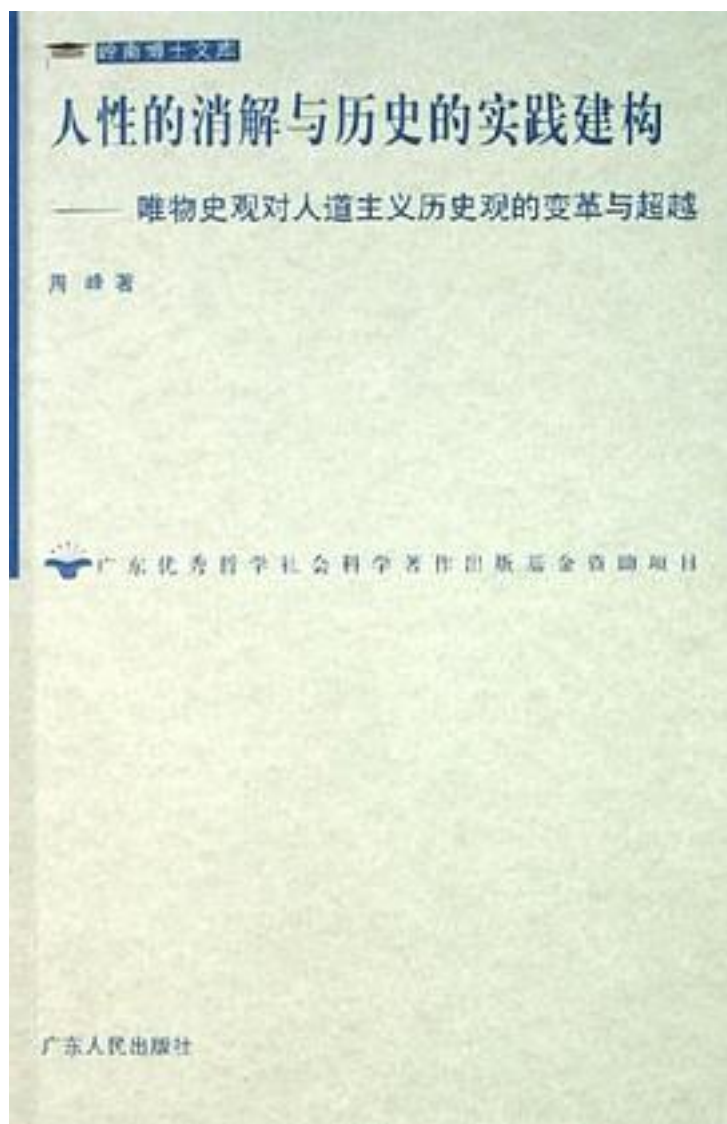 岭南博士文库
人性的消解与历史的实践建构
—— 唯物史观对人道主义历史观的变革与超越
周 峰 著
广东优秀哲学社会科学著作出版基金资助项目
广东人民出版社